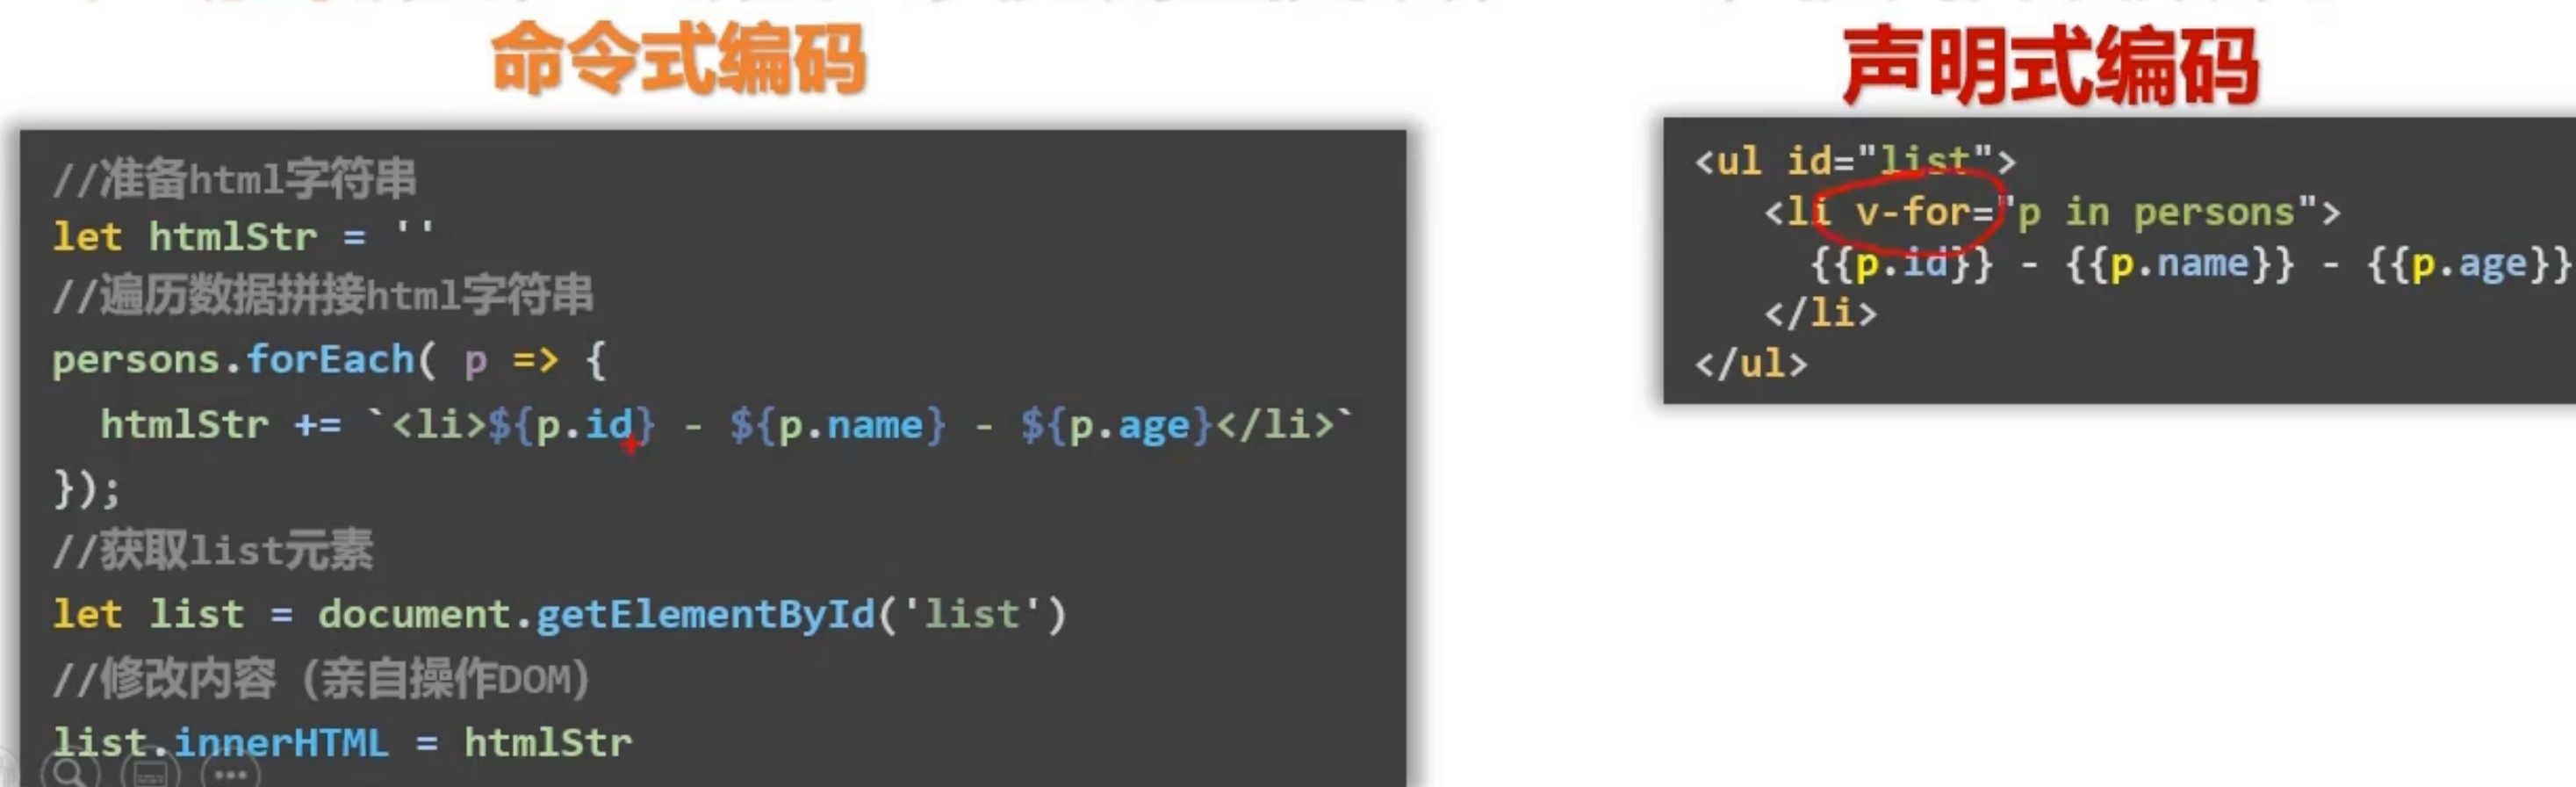 命令式编码
//准备html字符串
let htmlStr = ''
//遍历数据拼接html字符串
persons.forEach( p => {
  htmlStr += `<li>${p.id} - ${p.name} - ${p.age}</li>`
});
//获取list元素
let list = document.getElementById('list')
//修改内容（亲自操作DOM）
list.innerHTML = htmlStr
声明式编码
<ul id="list">
  <li v-for="p in persons">
    {{p.id}} - {{p.name}} - {{p.age}}
  </li>
</ul>